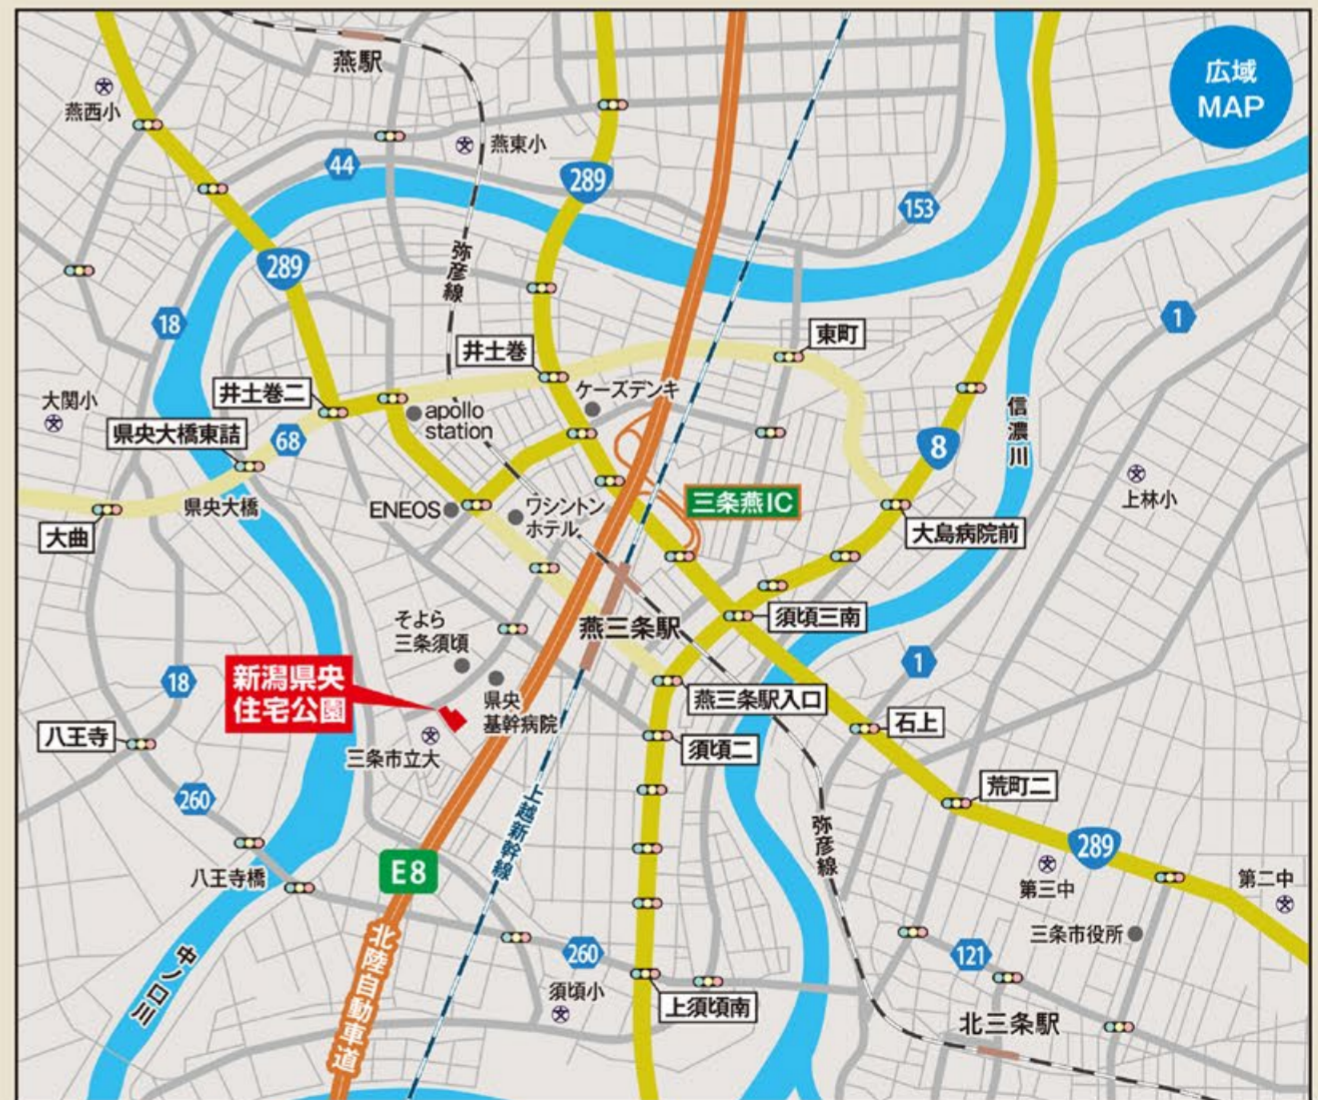 広域
MAP
燕駅
燕西小
燕東小
44
289
153
弥彦線
289
18
1
東町
井土巻
ケーズデンキ
井土巻二
大関小
apollo
station
信濃川
県央大橋東詰
68
8
上林小
三条燕IC
県央大橋
ENEOS
ワシントン
ホテル
大曲
大島病院前
そよら
三条須頃
燕三条駅
須頃三南
新潟県央
住宅公園
18
1
県央
基幹病院
燕三条駅入口
石上
八王寺
三条市立大
須頃二
260
上越新幹線
荒町二
弥彦線
289
E8
八王寺橋
第三中
第二中
北陸自動車道
三条市役所
中ノ口川
260
121
須頃小
上須頃南
北三条駅